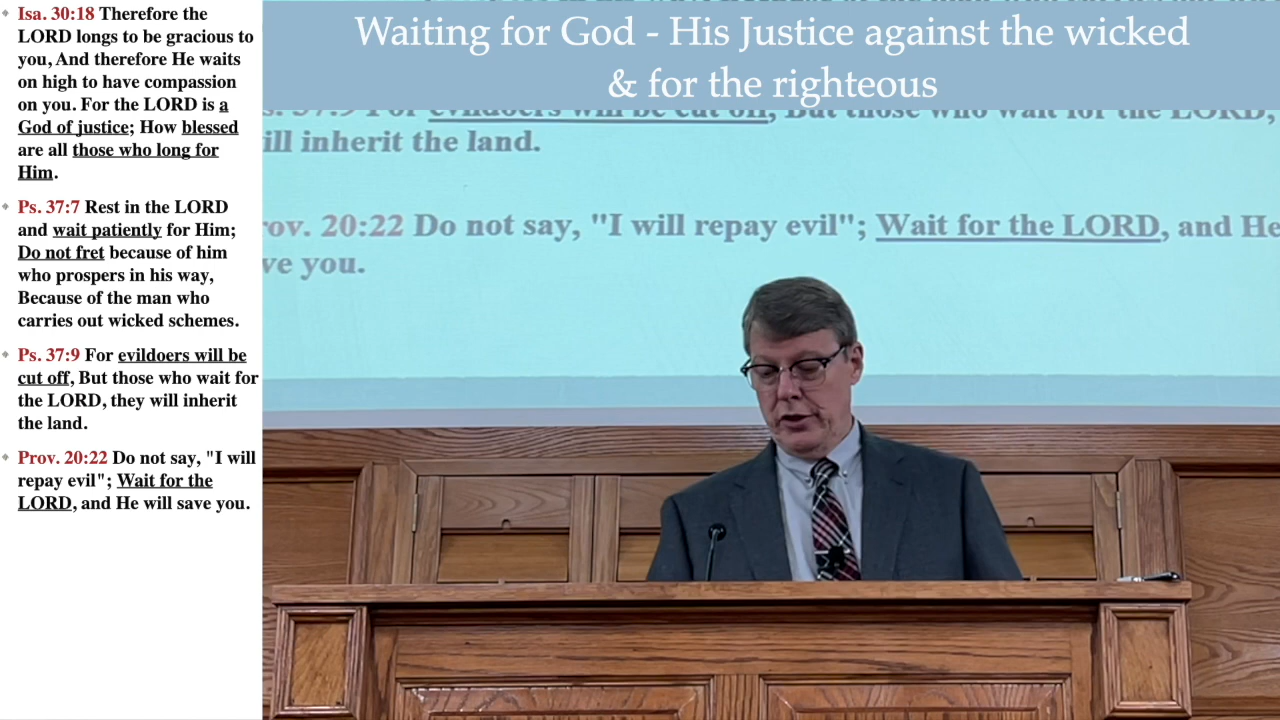 Isa. 30:18 Therefore the
LORD longs to be gracious to
you, And therefore He waits
on high to have compassion
on you. For the LORD is a
God of justice; How blessed
are all those who long for
Him.
Ps. 37:7 Rest in the LORD
and wait patiently for Him;
Do not fret because of him
who prospers in his way,
Because of the man who
carries out wicked schemes.
Ps. 37:9 For evildoers will be
cut off, But those who wait for
the LORD, they will inherit
the land.
Prov. 20:22 Do not say, "I will
repay evil"; Wait for the
LORD, and He will save you.
Waiting for God - His Justice against the wicked
& for the righteous
s. 37:9 For evildoers will be cut off, But those who wait for the LORD,
ill inherit the land.
rov. 20:22 Do not say, "I will repay evil"; Wait for the LORD, and He
ve you.